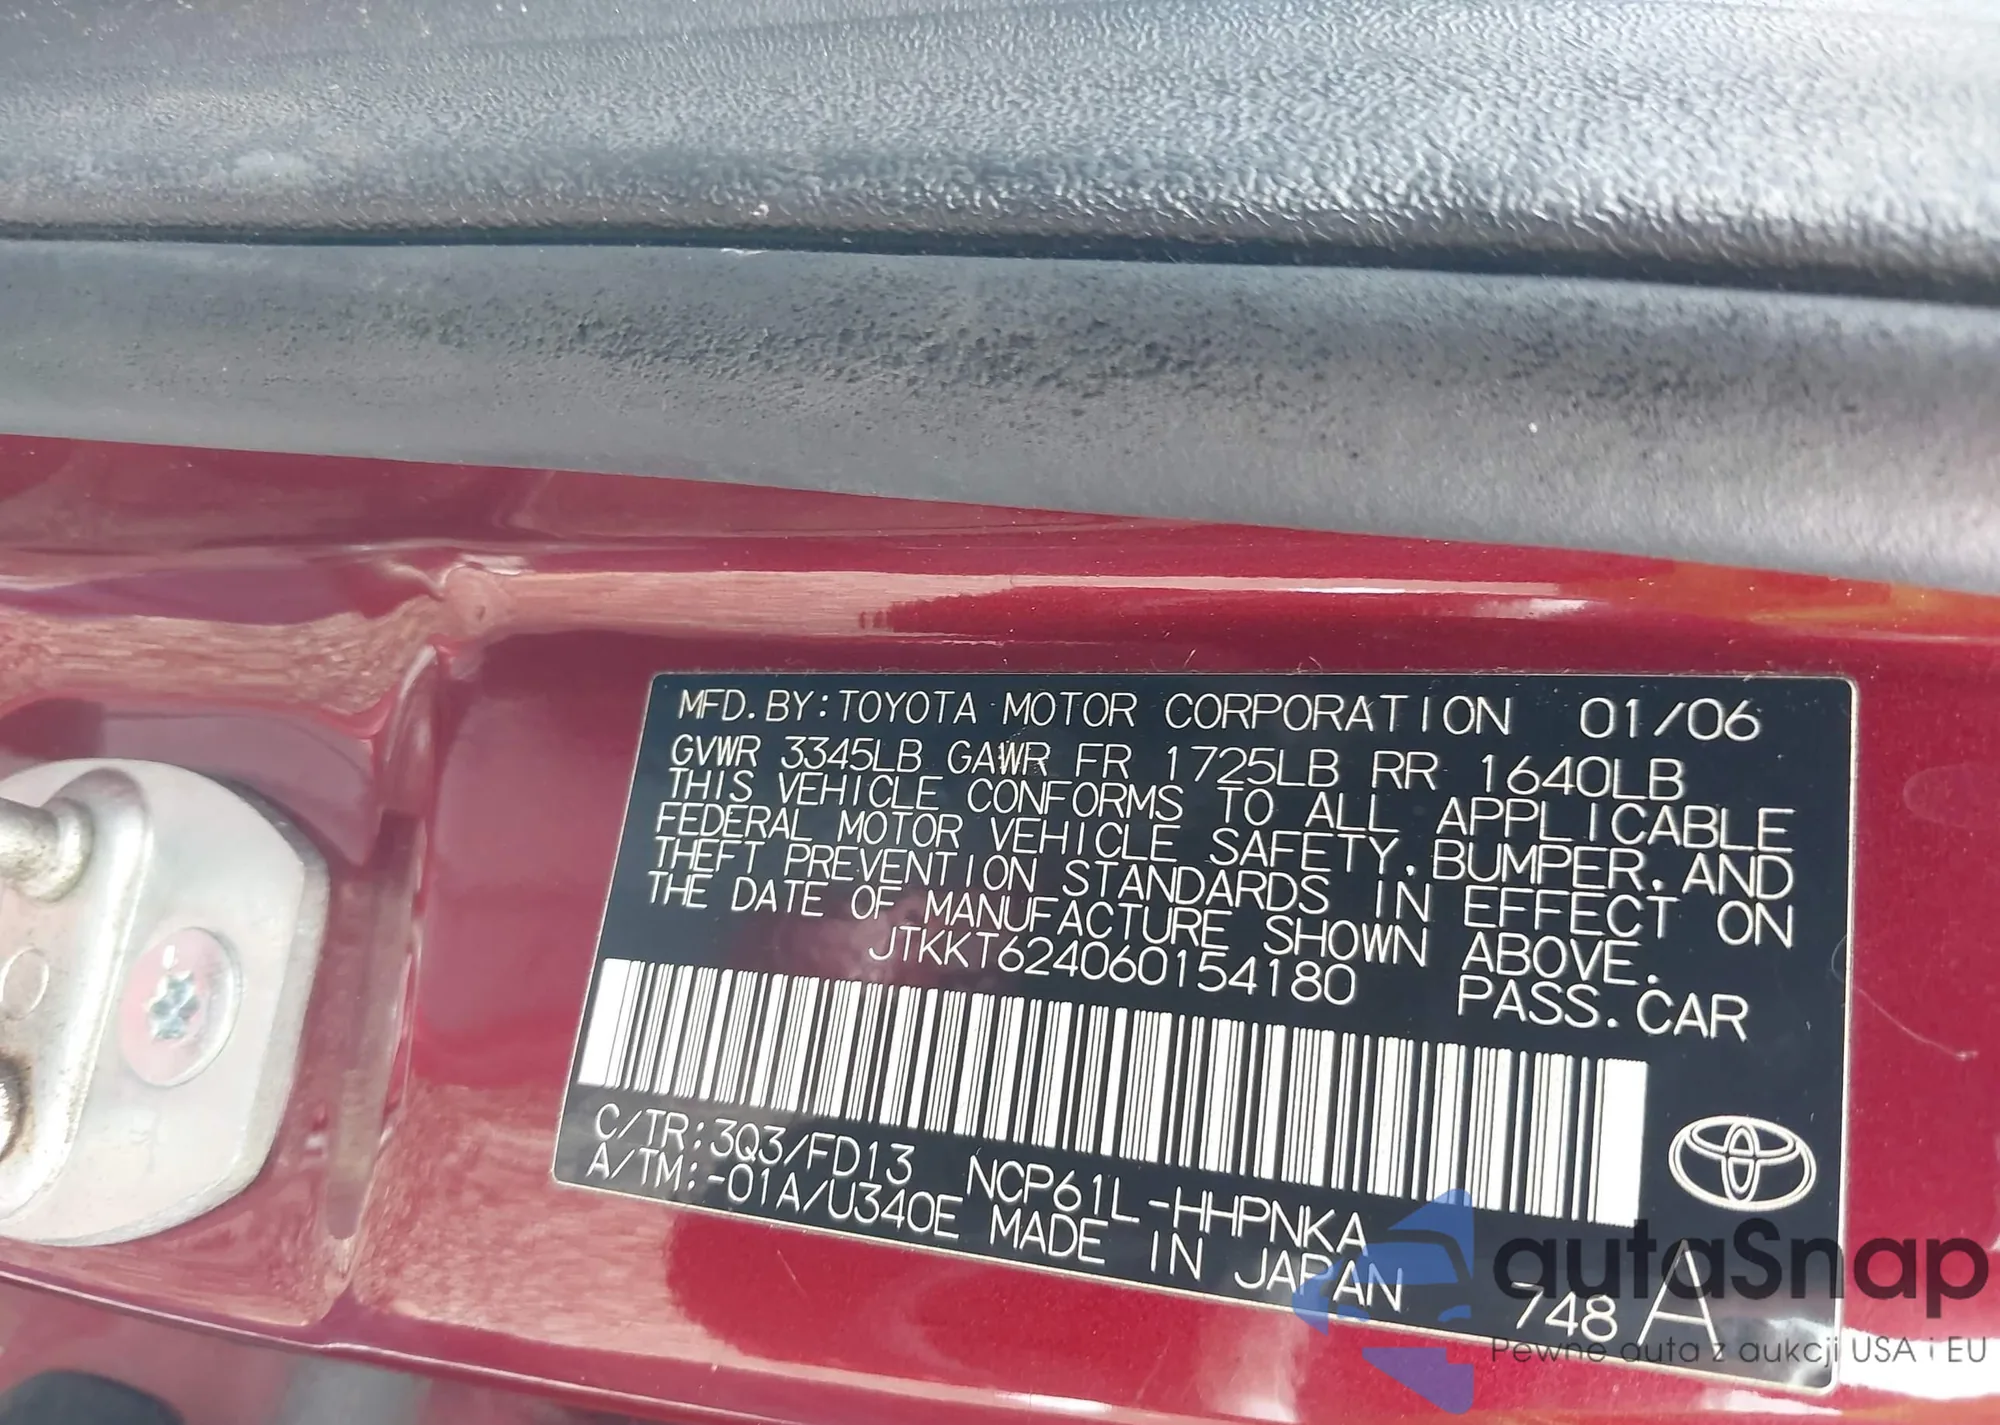 MFD.BY:TOYOTA MOTOR CORPORATION 01/06
GVWR 3345LB GAWR FR 1725LB RR 1640LB
THIS VEHICLE CONFORMS TO ALL APPLICABLE
FEDERAL MOTOR VEHICLE SAFETY, BUMPER, AND
THEFT PREVENTION STANDARDS IN EFFECT ON
THE DATE OF MANUFACTURE SHOWN ABOVE.
JTKKT624060154180 PASS.CAR
C/TR:3Q3/FD13 NCP61L-HHPNKA
A/TM:-01A/U340E MADE IN JAPAN 748 A
autaSnap
Pewne auta z aukcji USA i EU